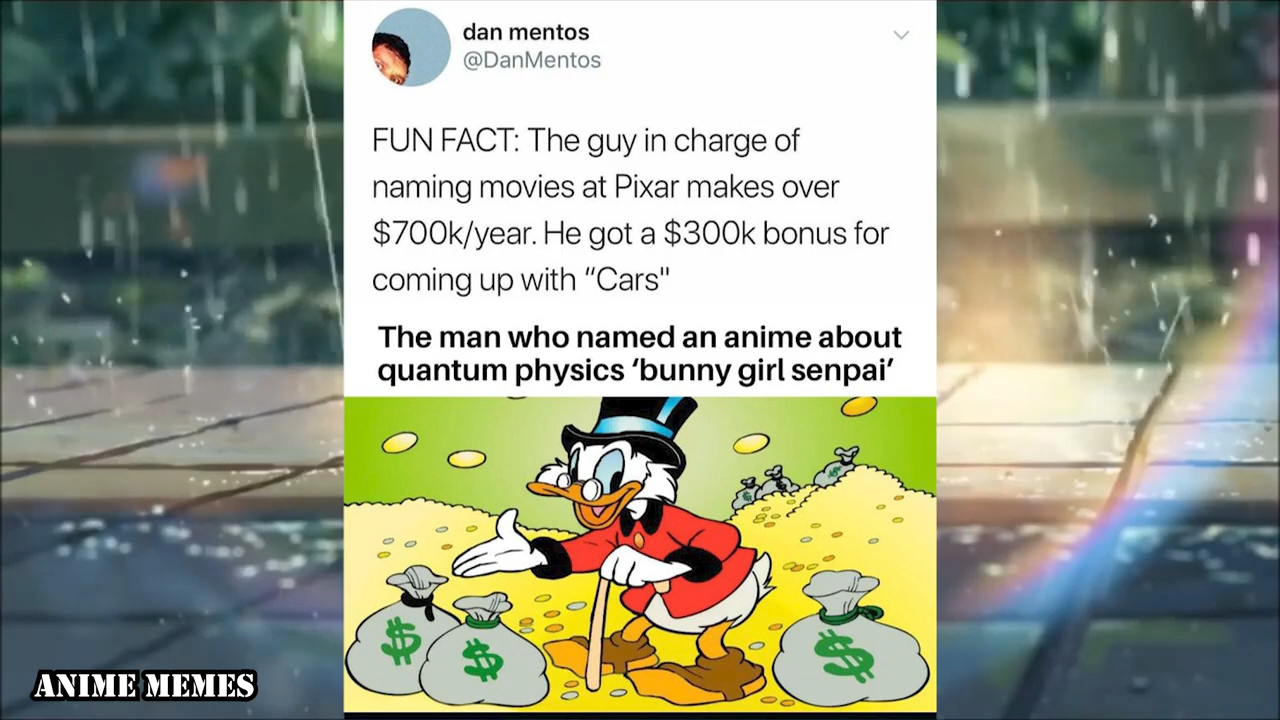 dan mentos
@DanMentos
FUN FACT: The guy in charge of
naming movies at Pixar makes over
$700k/year. He got a $300k bonus for
coming up with “Cars"
The man who named an anime about
quantum physics ‘bunny girl senpai’
$
$
$
ANIME MEMES